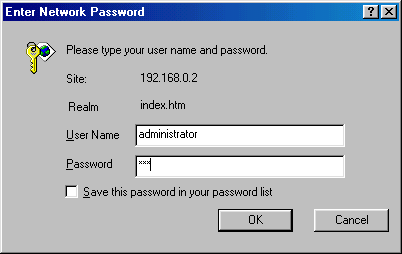 Enter Network Password
Please type your user name and password.
Site: 192.168.0.2
Realm index.htm
User Name administrator
Password ***
Save this password in your password list
OK Cancel